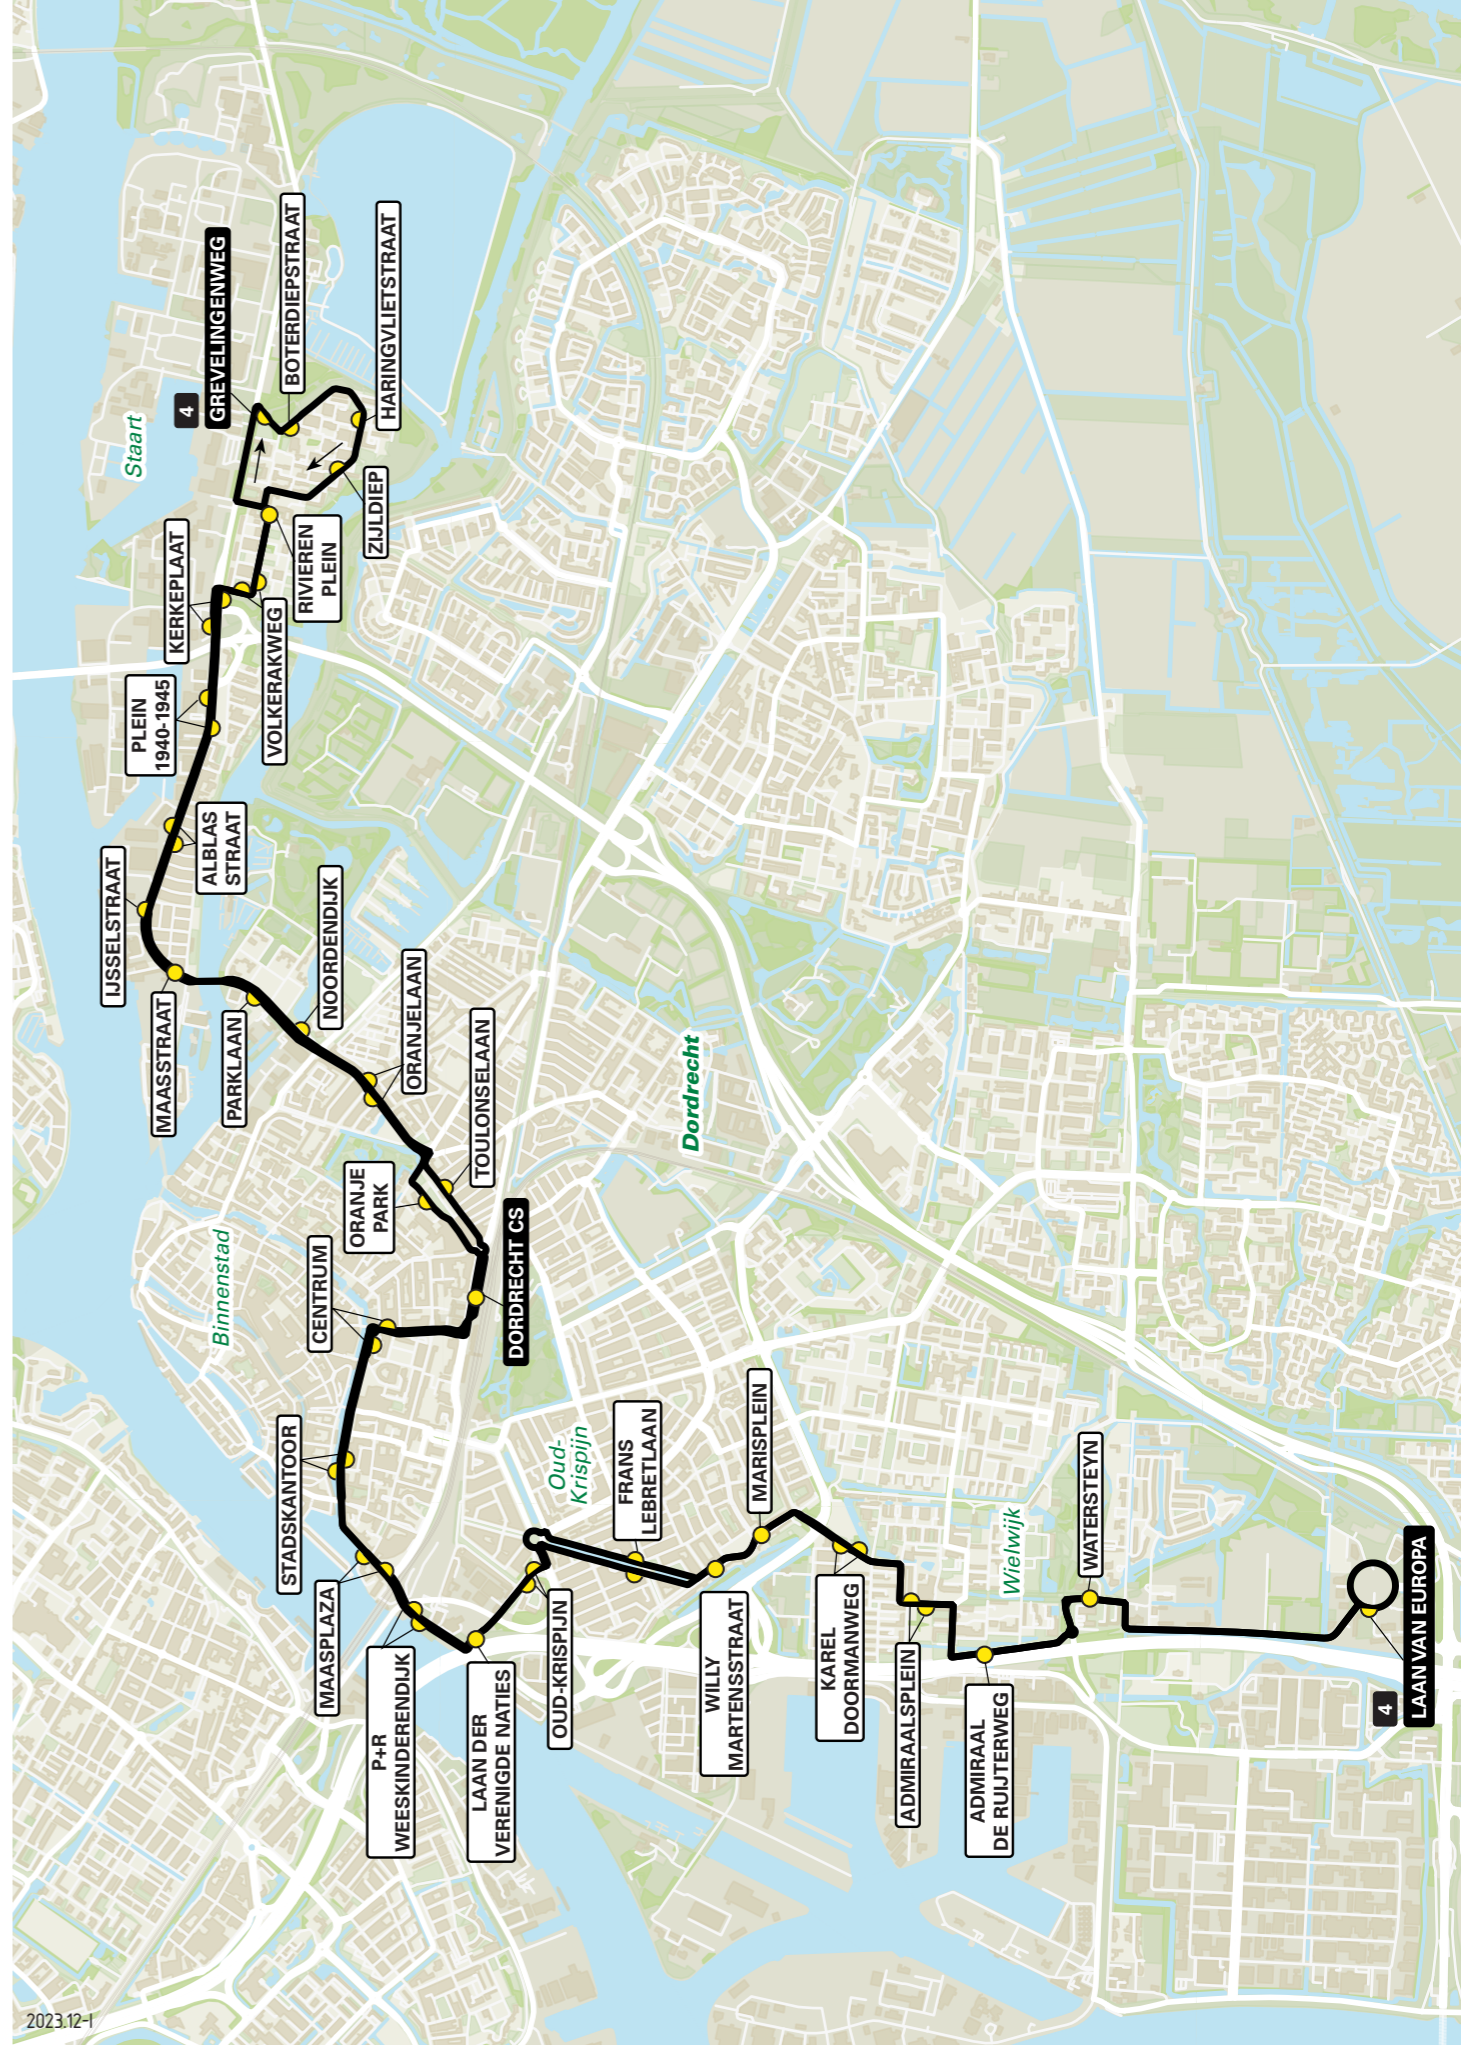 Staart
4
GREVELINGENWEG
BOTERDIEPSTRAAT
HARINGVLIETSTRAAT
ZIJLDIEP
RIVIEREN
PLEIN
KERKEPLAAT
VOLKERAKWEG
PLEIN
1940-1945
ALBLAS
STRAAT
IJSSELSTRAAT
MAASSTRAAT
PARKLAAN
NOORDENDIJK
ORANJELAAN
TOULONSELAAN
ORANJE
PARK
Dordrecht
Binnenstad
CENTRUM
DORDRECHT CS
STADSKANTOOR
MAASPLAZA
P+R
WEESKINDERENDIJK
LAAN DER
VERENIGDE NATIES
OUD-KRISPIJN
Oud-
Krispijn
FRANS
LEBRETLAAN
WILLY
MARTENSSTRAAT
MARISPLEIN
KAREL
DOORMANWEG
ADMIRAALSPLEIN
ADMIRAAL
DE RUIJTERWEG
Wielwijk
WATERSTEYN
4
LAAN VAN EUROPA
2023.12-I